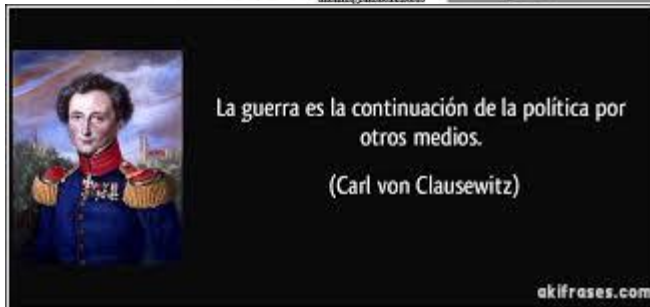 La guerra es la continuación de la política por
otros medios.
(Carl von Clausewitz)
akifrases.com